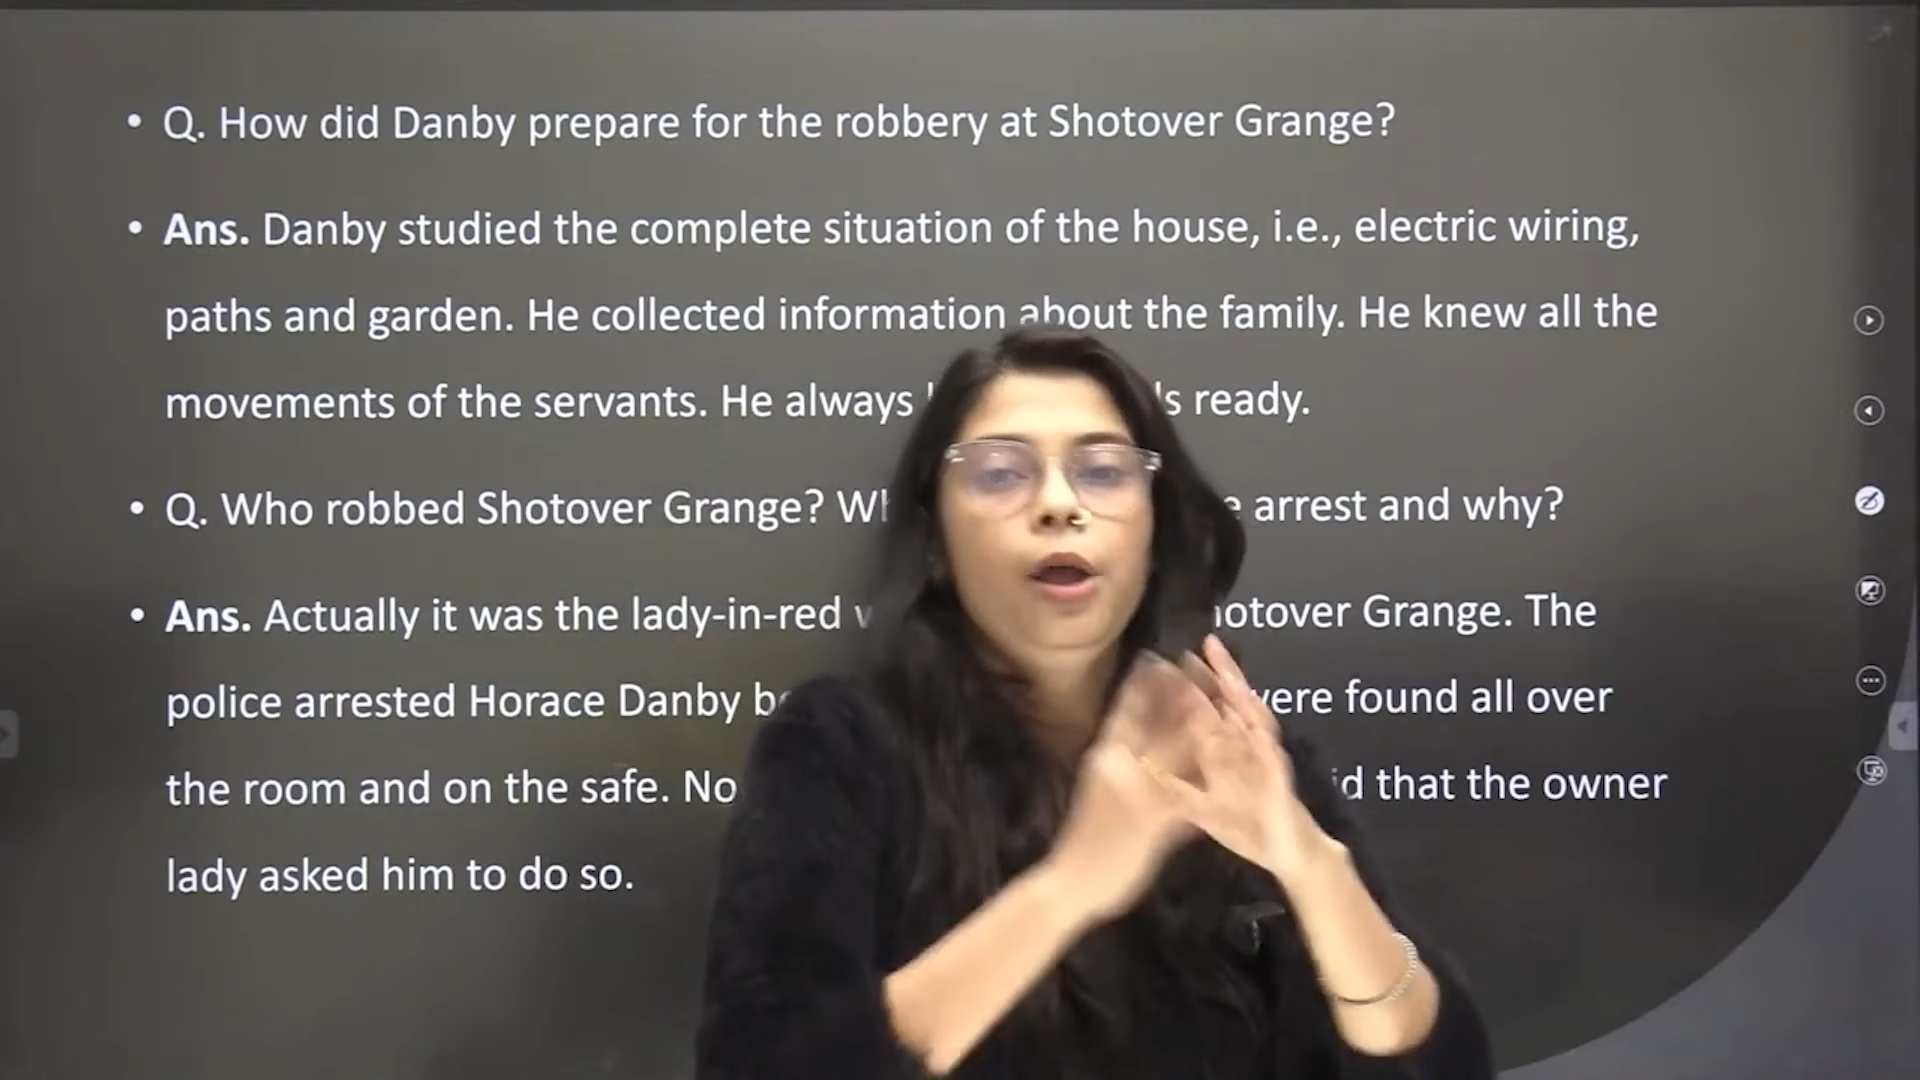 • Q. How did Danby prepare for the robbery at Shotover Grange?
• Ans. Danby studied the complete situation of the house, i.e., electric wiring,
paths and garden. He collected information about the family. He knew all the
movements of the servants. He always ready.
• Q. Who robbed Shotover Grange? arrest and why?
• Ans. Actually it was the lady-in-red Grange. The
police arrested Horace Danby were found all over
the room and on the safe. No that the owner
lady asked him to do so.